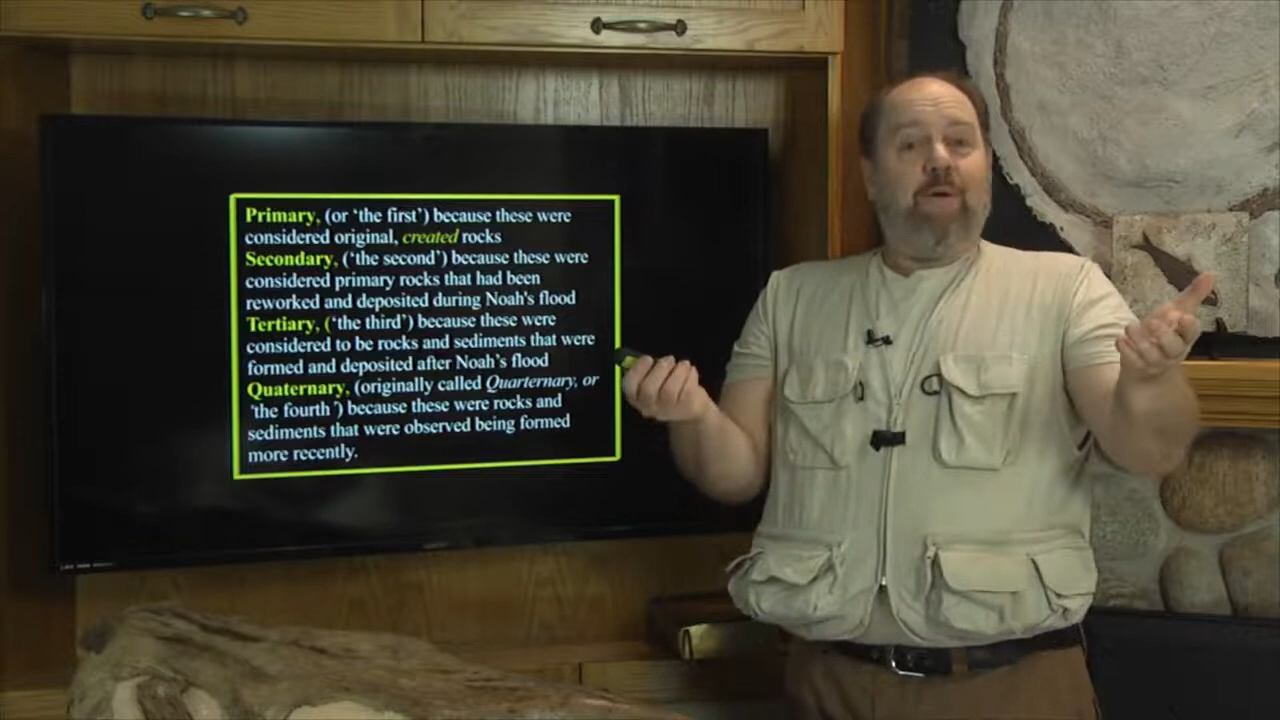 Primary, (or ‘the first’) because these were
considered original, created rocks
Secondary, (‘the second’) because these were
considered primary rocks that had been
reworked and deposited during Noah's flood
Tertiary, (‘the third’) because these were
considered to be rocks and sediments that were
formed and deposited after Noah’s flood
Quaternary, (originally called Quarternary, or
‘the fourth’) because these were rocks and
sediments that were observed being formed
more recently.